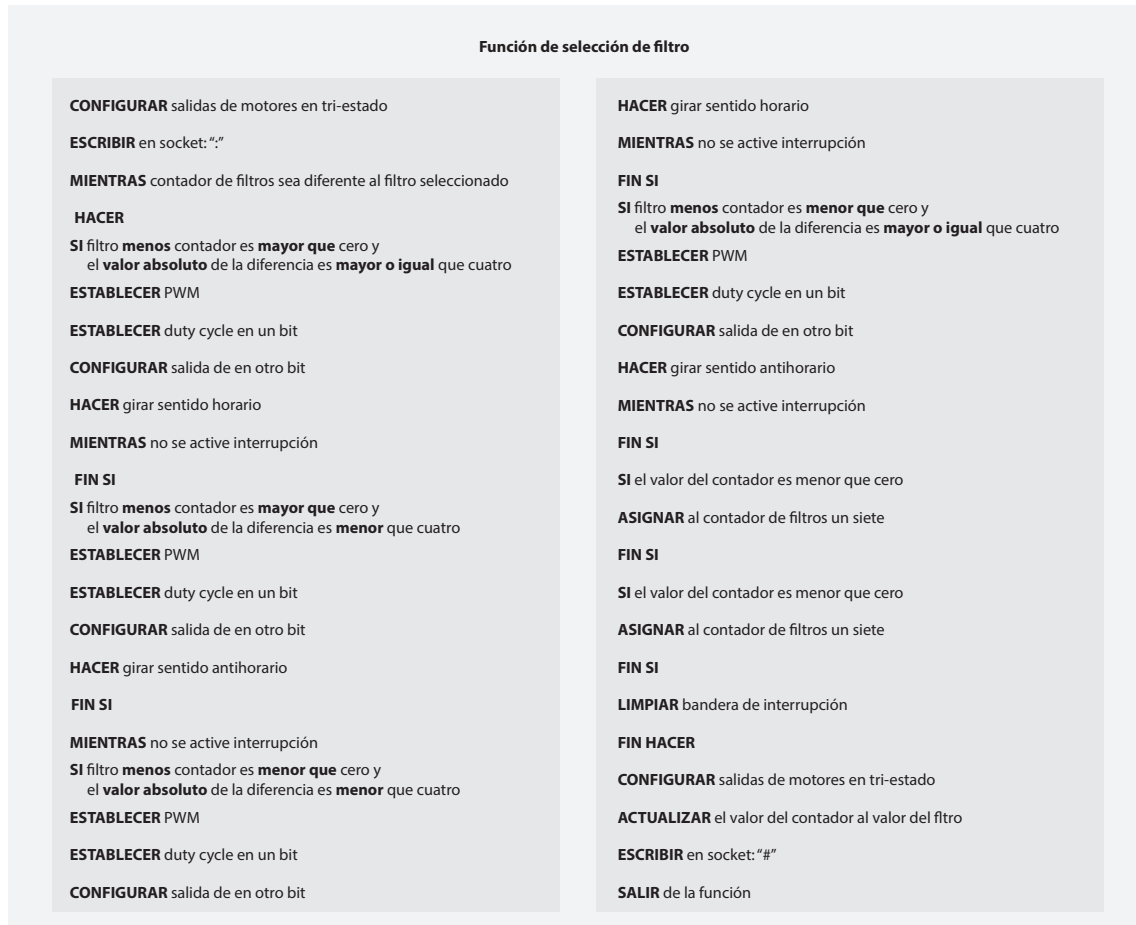 Función de selección de filtro
CONFIGURAR salidas de motores en tri-estado
ESCRIBIR en socket: “:”
MIENTRAS contador de filtros sea diferente al filtro seleccionado
HACER
SI filtro menos contador es mayor que cero y
el valor absoluto de la diferencia es mayor o igual que cuatro
ESTABLECER PWM
ESTABLECER duty cycle en un bit
CONFIGURAR salida de en otro bit
HACER girar sentido horario
MIENTRAS no se active interrupción
FIN SI
SI filtro menos contador es mayor que cero y
el valor absoluto de la diferencia es menor que cuatro
ESTABLECER PWM
ESTABLECER duty cycle en un bit
CONFIGURAR salida de en otro bit
HACER girar sentido antihorario
FIN SI
MIENTRAS no se active interrupción
SI filtro menos contador es menor que cero y
el valor absoluto de la diferencia es menor que cuatro
ESTABLECER PWM
ESTABLECER duty cycle en un bit
CONFIGURAR salida de en otro bit
HACER girar sentido horario
MIENTRAS no se active interrupción
FIN SI
SI filtro menos contador es menor que cero y
el valor absoluto de la diferencia es mayor o igual que cuatro
ESTABLECER PWM
ESTABLECER duty cycle en un bit
CONFIGURAR salida de en otro bit
HACER girar sentido antihorario
MIENTRAS no se active interrupción
FIN SI
SI el valor del contador es menor que cero
ASIGNAR al contador de filtros un siete
FIN SI
SI el valor del contador es menor que cero
ASIGNAR al contador de filtros un siete
FIN SI
LIMPIAR bandera de interrupción
FIN HACER
CONFIGURAR salidas de motores en tri-estado
ACTUALIZAR el valor del contador al valor del fltro
ESCRIBIR en socket: “#”
SALIR de la función